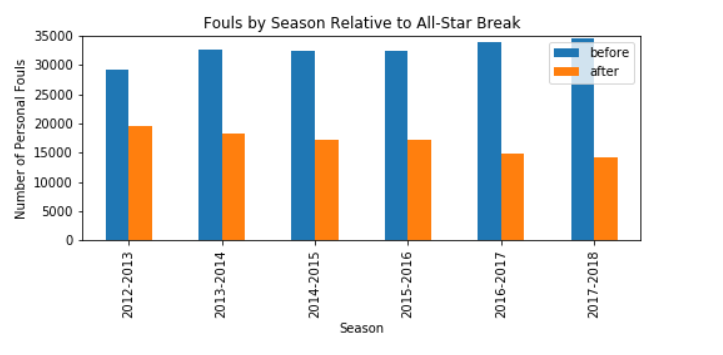 Fouls by Season Relative to All-Star Break
Number of Personal Fouls
35000
30000
25000
20000
15000
10000
5000
0
before
after
2012-2013
2013-2014
2014-2015
2015-2016
2016-2017
2017-2018
Season